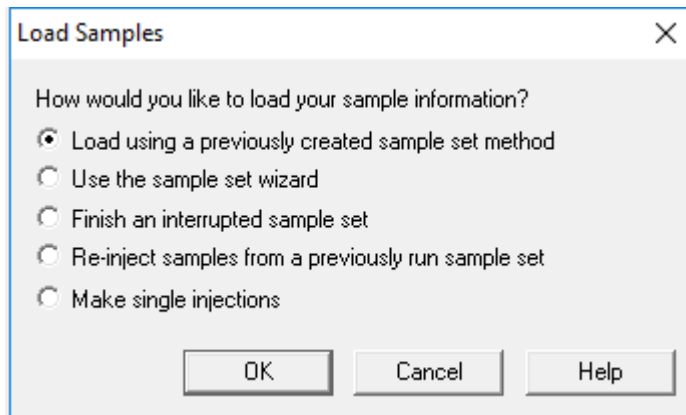 Load Samples
How would you like to load your sample information?
Load using a previously created sample set method
Use the sample set wizard
Finish an interrupted sample set
Re-inject samples from a previously run sample set
Make single injections
OK Cancel Help